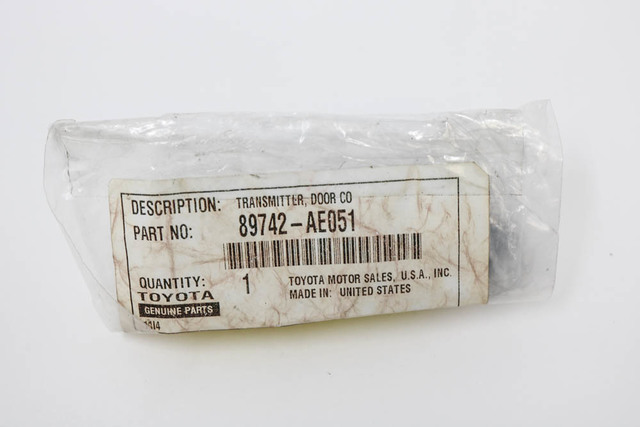 DESCRIPTION: TRANSMITTER, DOOR CO
PART NO: 89742-AE051
QUANTITY: 1 TOYOTA MOTOR SALES, U.S.A., INC.
TOYOTA MADE IN: UNITED STATES
GENUINE PARTS